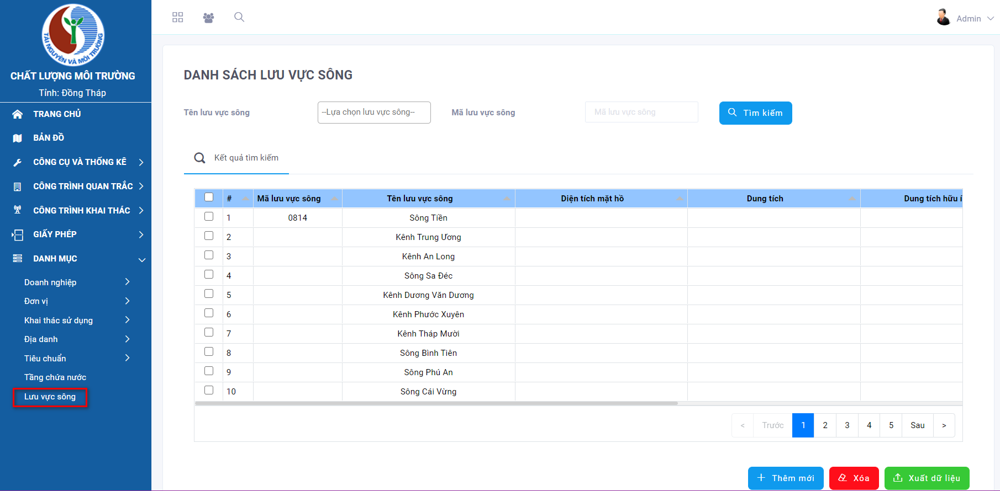 TÀI NGUYÊN VÀ MÔI TRƯỜNG
CHẤT LƯỢNG MÔI TRƯỜNG
Tỉnh: Đồng Tháp
TRANG CHỦ
BẢN ĐỒ
CÔNG CỤ VÀ THỐNG KÊ
CÔNG TRÌNH QUAN TRẮC
CÔNG TRÌNH KHAI THÁC
GIẤY PHÉP
DANH MỤC
Doanh nghiệp
Đơn vị
Khai thác sử dụng
Địa danh
Tiêu chuẩn
Tầng chứa nước
Lưu vực sông
Admin
DANH SÁCH LƯU VỰC SÔNG
Tên lưu vực sông --Lựa chọn lưu vực sông-- Mã lưu vực sông Mã lưu vực sông Tìm kiếm
Kết quả tìm kiếm
# Mã lưu vực sông Tên lưu vực sông Diện tích mặt hồ Dung tích Dung tích hữu í
1 0814 Sông Tiền
2 Kênh Trung Ương
3 Kênh An Long
4 Sông Sa Đéc
5 Kênh Dương Văn Dương
6 Kênh Phước Xuyên
7 Kênh Tháp Mười
8 Sông Bình Tiên
9 Sông Phú An
10 Sông Cái Vừng
< Trước 1 2 3 4 5 Sau >
Thêm mới Xóa Xuất dữ liệu